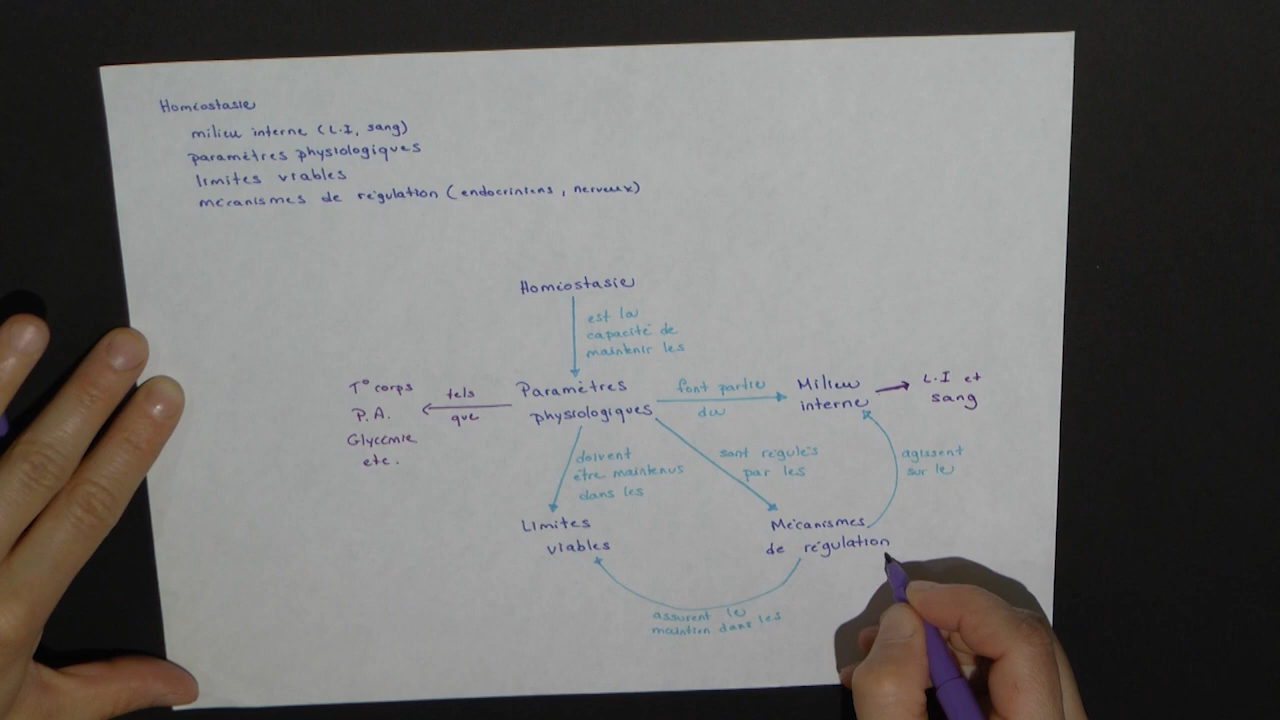 Homéostasie
milieu interne (L.I, sang)
paramètres physiologiques
limites viables
mécanismes de régulation (endocriniens, nerveux)
Homéostasie
est la
capacité de
maintenir les
T° corps
P.A.
Glycémie
etc.
tels
que
Paramètres
physiologiques
font partie
du
Milieu
interne
L.I et
sang
doivent
être maintenus
dans les
sont régulés
par les
agissent
sur le
Limites
viables
Mécanismes
de régulation
assurent le
maintien dans les